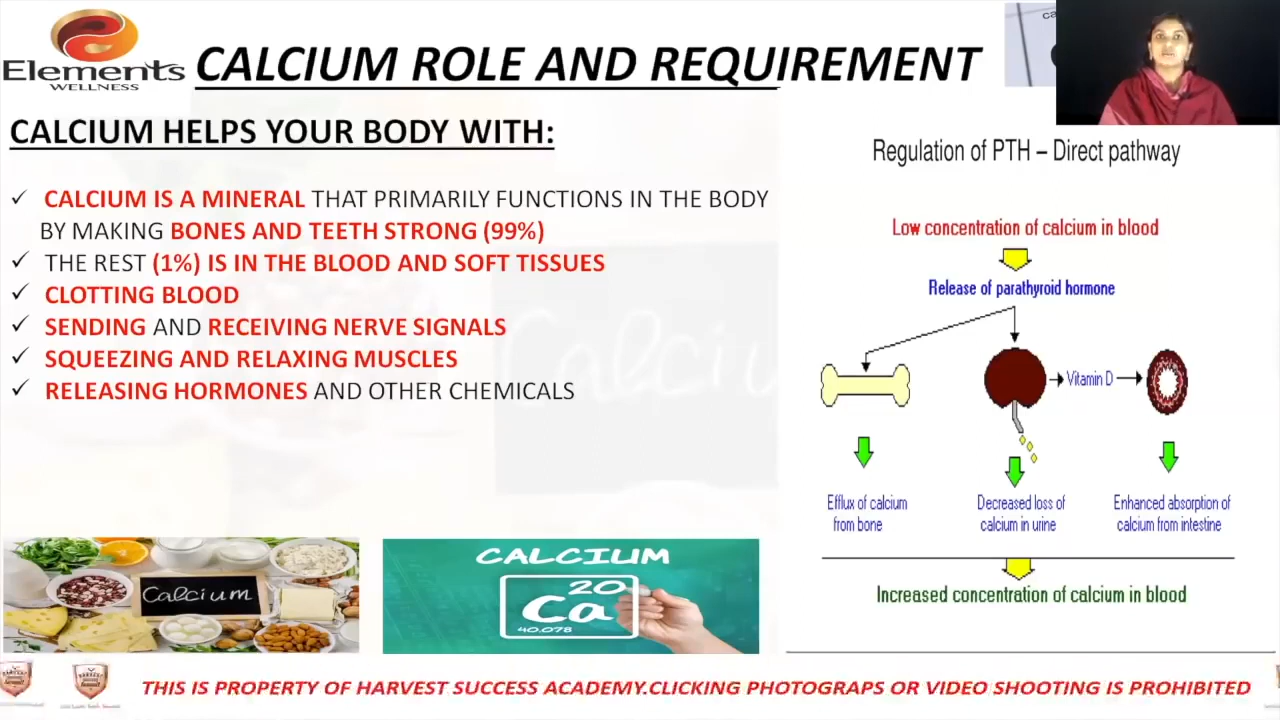 Elements
WELLNESS
CALCIUM ROLE AND REQUIREMENT
CALCIUM HELPS YOUR BODY WITH:
✓ CALCIUM IS A MINERAL THAT PRIMARILY FUNCTIONS IN THE BODY
BY MAKING BONES AND TEETH STRONG (99%)
✓ THE REST (1%) IS IN THE BLOOD AND SOFT TISSUES
✓ CLOTTING BLOOD
✓ SENDING AND RECEIVING NERVE SIGNALS
✓ SQUEEZING AND RELAXING MUSCLES
✓ RELEASING HORMONES AND OTHER CHEMICALS
Calcium
Calcium
CALCIUM
20
Ca
40.078
Regulation of PTH – Direct pathway
Low concentration of calcium in blood
Release of parathyroid hormone
Vitamin D
Efflux of calcium
from bone
Decreased loss of
calcium in urine
Enhanced absorption of
calcium from intestine
Increased concentration of calcium in blood
THIS IS PROPERTY OF HARVEST SUCCESS ACADEMY.CLICKING PHOTOGRAPS OR VIDEO SHOOTING IS PROHIBITED